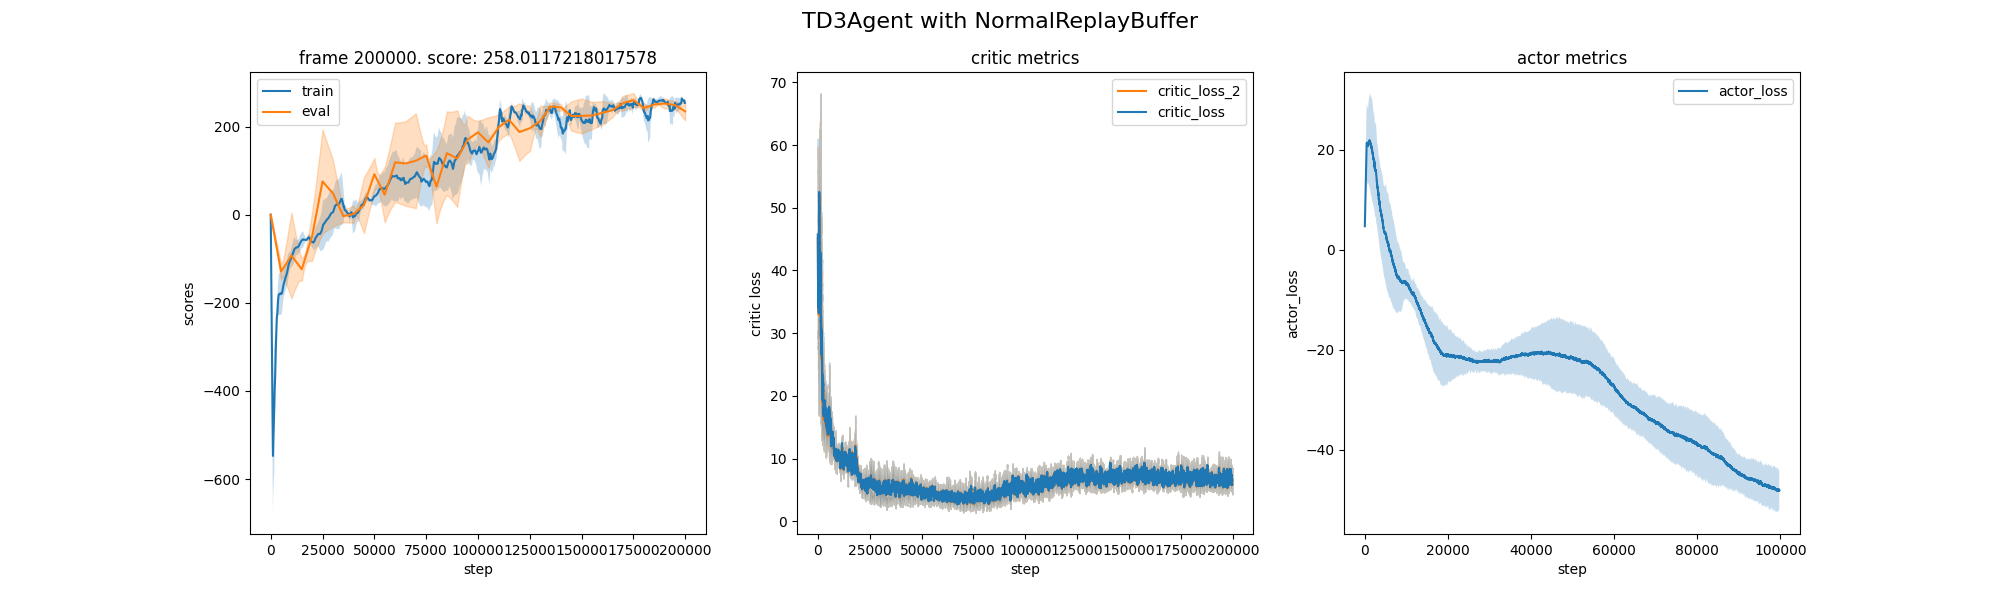 TD3Agent with NormalReplayBuffer
frame 200000. score: 258.0117218017578
train
eval
scores
200
0
−200
−400
−600
0 25000 50000 75000 100000 125000 150000 175000 200000
step
critic metrics
critic_loss_2
critic_loss
critic loss
70
60
50
40
30
20
10
0
0 25000 50000 75000 100000 125000 150000 175000 200000
step
actor metrics
actor_loss
actor_loss
20
0
−20
−40
0 20000 40000 60000 80000 100000
step